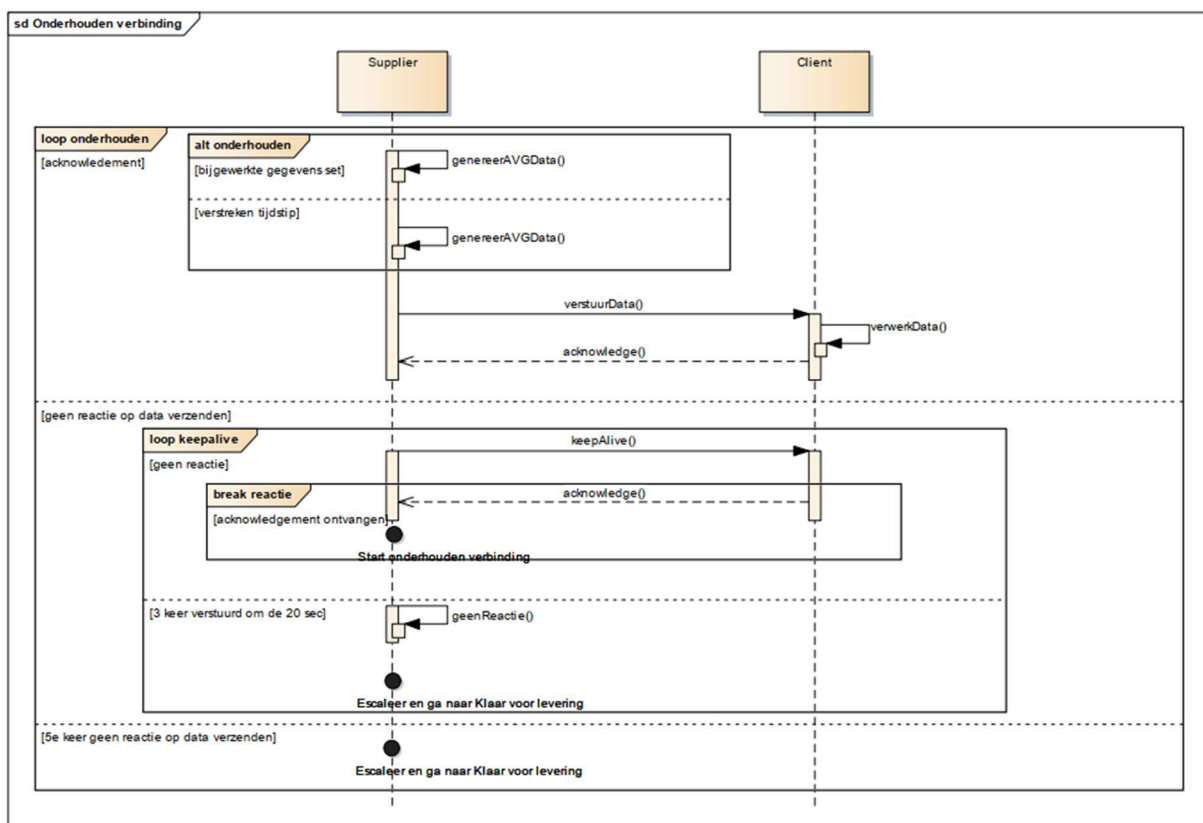 sd Onderhouden verbinding
Supplier
Client
loop onderhouden
[acknowledement]
alt onderhouden
[bijgewerkte gegevens set]
genereerAVGData()
[verstreken tijdstip]
genereerAVGData()
verstuurData()
verwerkData()
acknowledge()
[geen reactie op data verzenden]
loop keepalive
[geen reactie]
keepAlive()
break reactie
[acknowledgement ontvangen]
acknowledge()
Start onderhouden verbinding
[3 keer verstuurd om de 20 sec]
geenReactie()
Escaleer en ga naar Klaar voor levering
[5e keer geen reactie op data verzenden]
Escaleer en ga naar Klaar voor levering